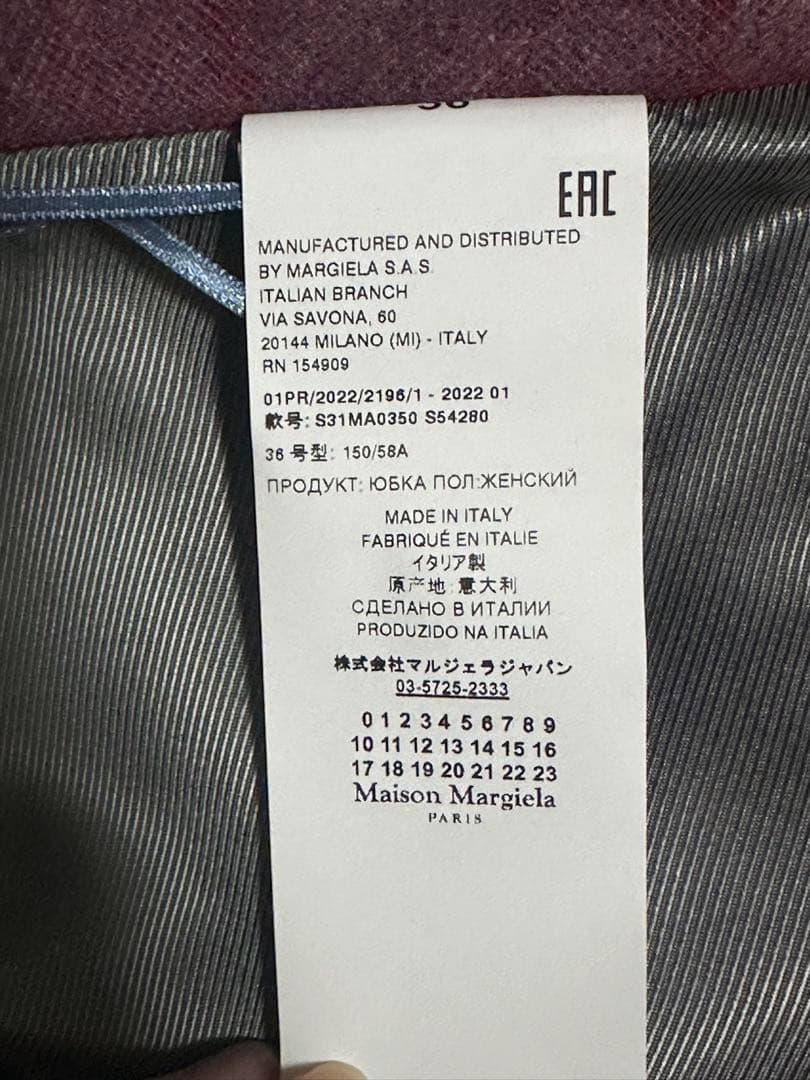 36
EAC
MANUFACTURED AND DISTRIBUTED
BY MARGIELA S.A.S.
ITALIAN BRANCH
VIA SAVONA, 60
20144 MILANO (MI) - ITALY
RN 154909
01PR/2022/2196/1 - 2022 01
款号: S31MA0350 S54280
36 号型: 150/58A
ПРОДУКТ: ЮБКА ПОЛ:ЖЕНСКИЙ
MADE IN ITALY
FABRIQUÉ EN ITALIE
イタリア製
原产地:意大利
СДЕЛАНО В ИТАЛИИ
PRODUZIDO NA ITALIA
株式会社マルジェラジャパン
03-5725-2333
0 1 2 3 4 5 6 7 8 9
10 11 12 13 14 15 16
17 18 19 20 21 22 23
Maison Margiela
PARIS